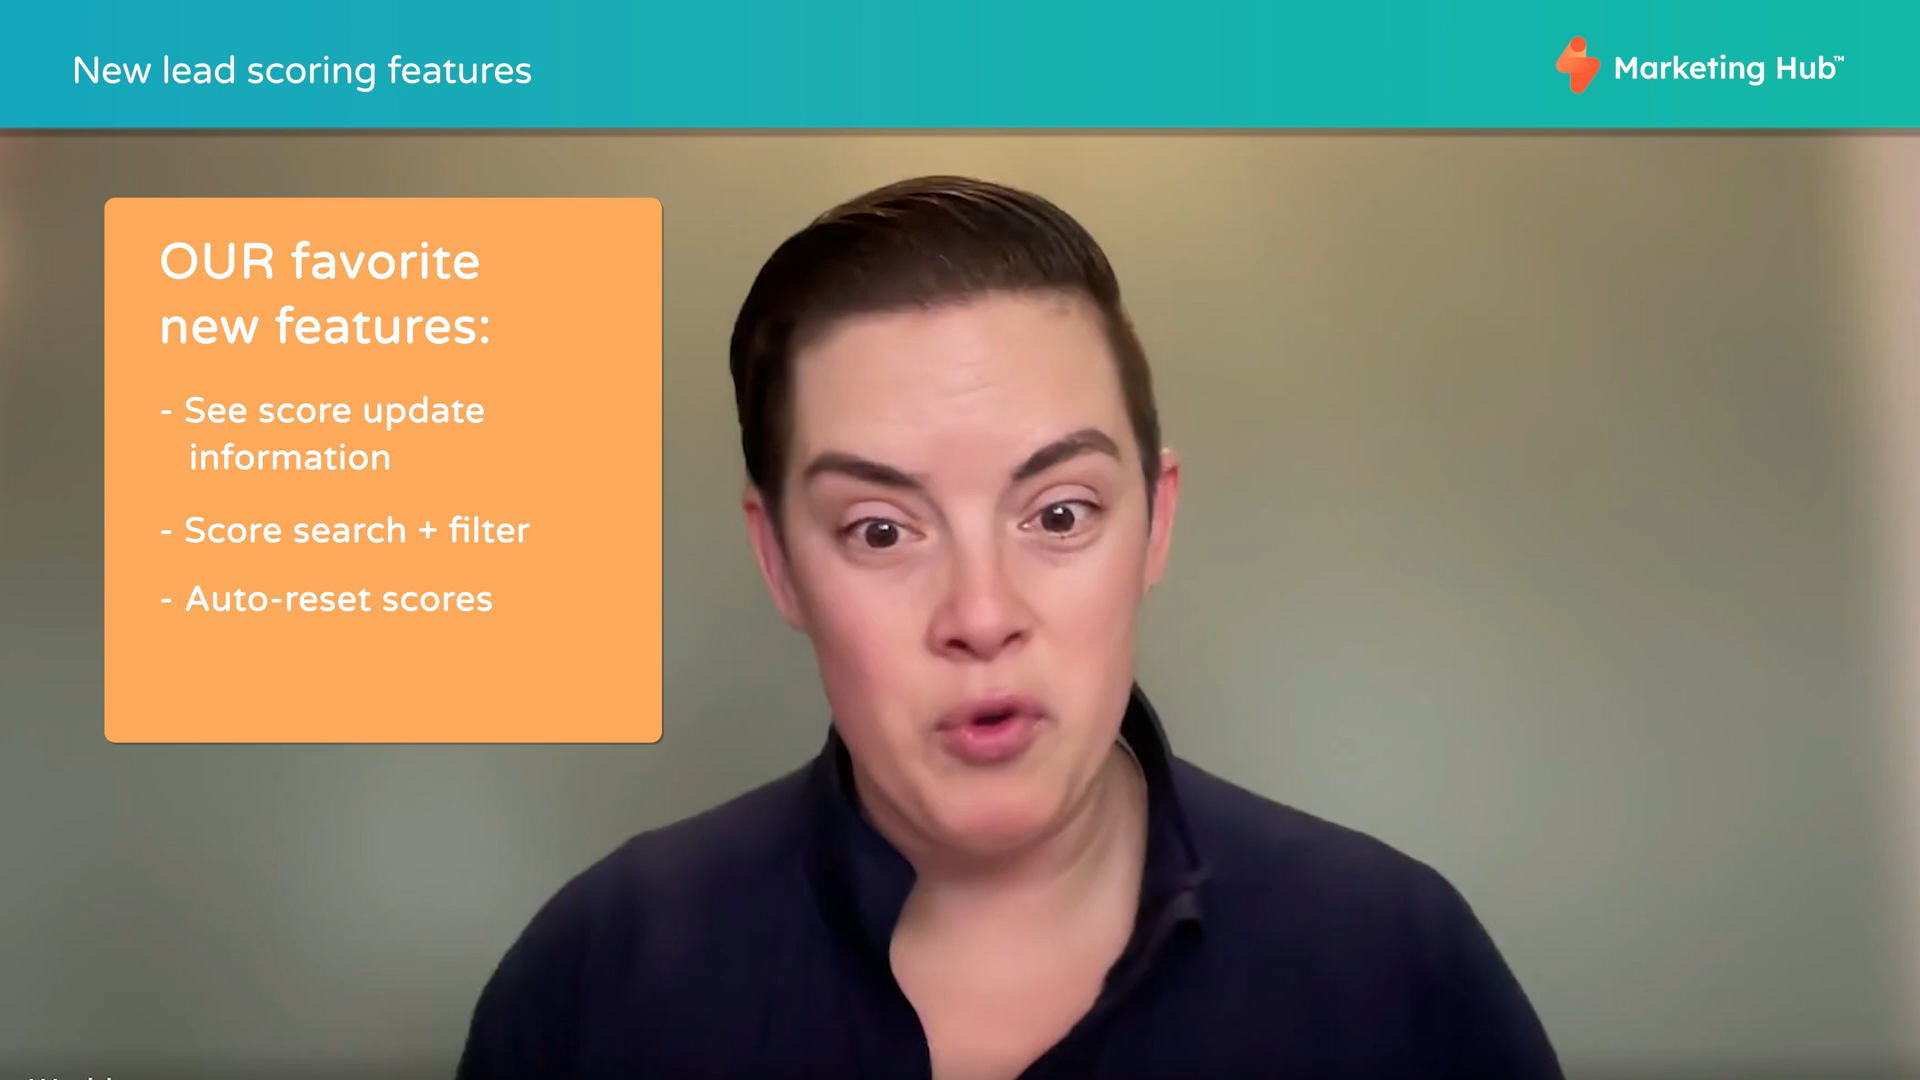 New lead scoring features
Marketing Hub™
OUR favorite
new features:
- See score update
information
- Score search + filter
- Auto-reset scores